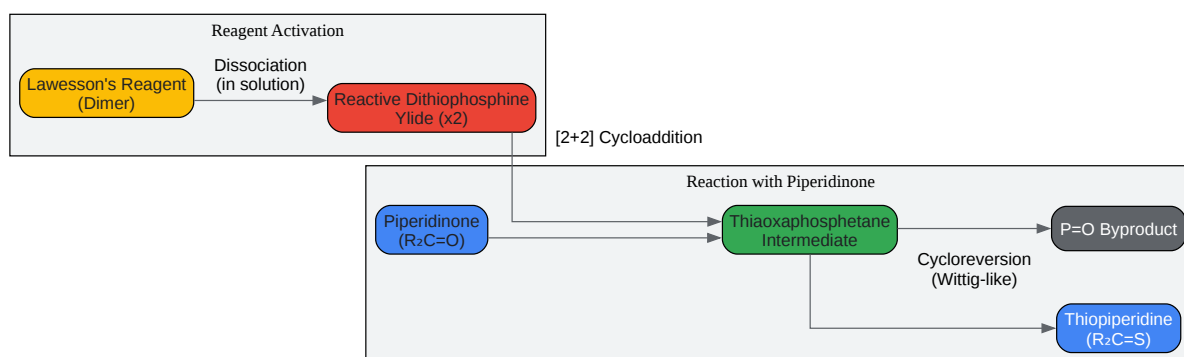 Reagent Activation
Lawesson's Reagent
(Dimer)
Dissociation
(in solution)
Reactive Dithiophosphine
Ylide (x2)
[2+2] Cycloaddition
Reaction with Piperidinone
Piperidinone
(R₂C=O)
Thiaoxaphosphetane
Intermediate
P=O Byproduct
Cycloreversion
(Wittig-like)
Thiopiperidine
(R₂C=S)